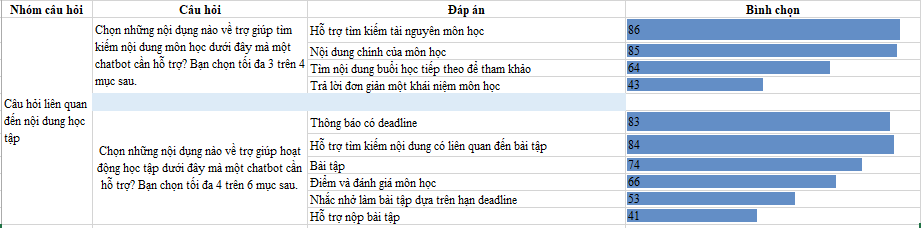 Nhóm câu hỏi Câu hỏi Đáp án Bình chọn
Câu hỏi liên quan
đến nội dung học
tập
Chọn những nội dụng nào về trợ giúp tìm
kiếm nội dung môn học dưới đây mà một
chatbot cần hỗ trợ? Bạn chọn tối đa 3 trên 4
mục sau.
Hỗ trợ tìm kiếm tài nguyên môn học 86
Nội dung chính của môn học 85
Tìm nội dung buổi học tiếp theo để tham khảo 64
Trả lời đơn giản một khái niệm môn học 43
Chọn những nội dụng nào về trợ giúp hoạt
động học tập dưới đây mà một chatbot cần
hỗ trợ? Bạn chọn tối đa 4 trên 6 mục sau.
Thông báo có deadline 83
Hỗ trợ tìm kiếm nội dung có liên quan đến bài tập 84
Bài tập 74
Điểm và đánh giá môn học 66
Nhắc nhở làm bài tập dựa trên hạn deadline 53
Hỗ trợ nộp bài tập 41